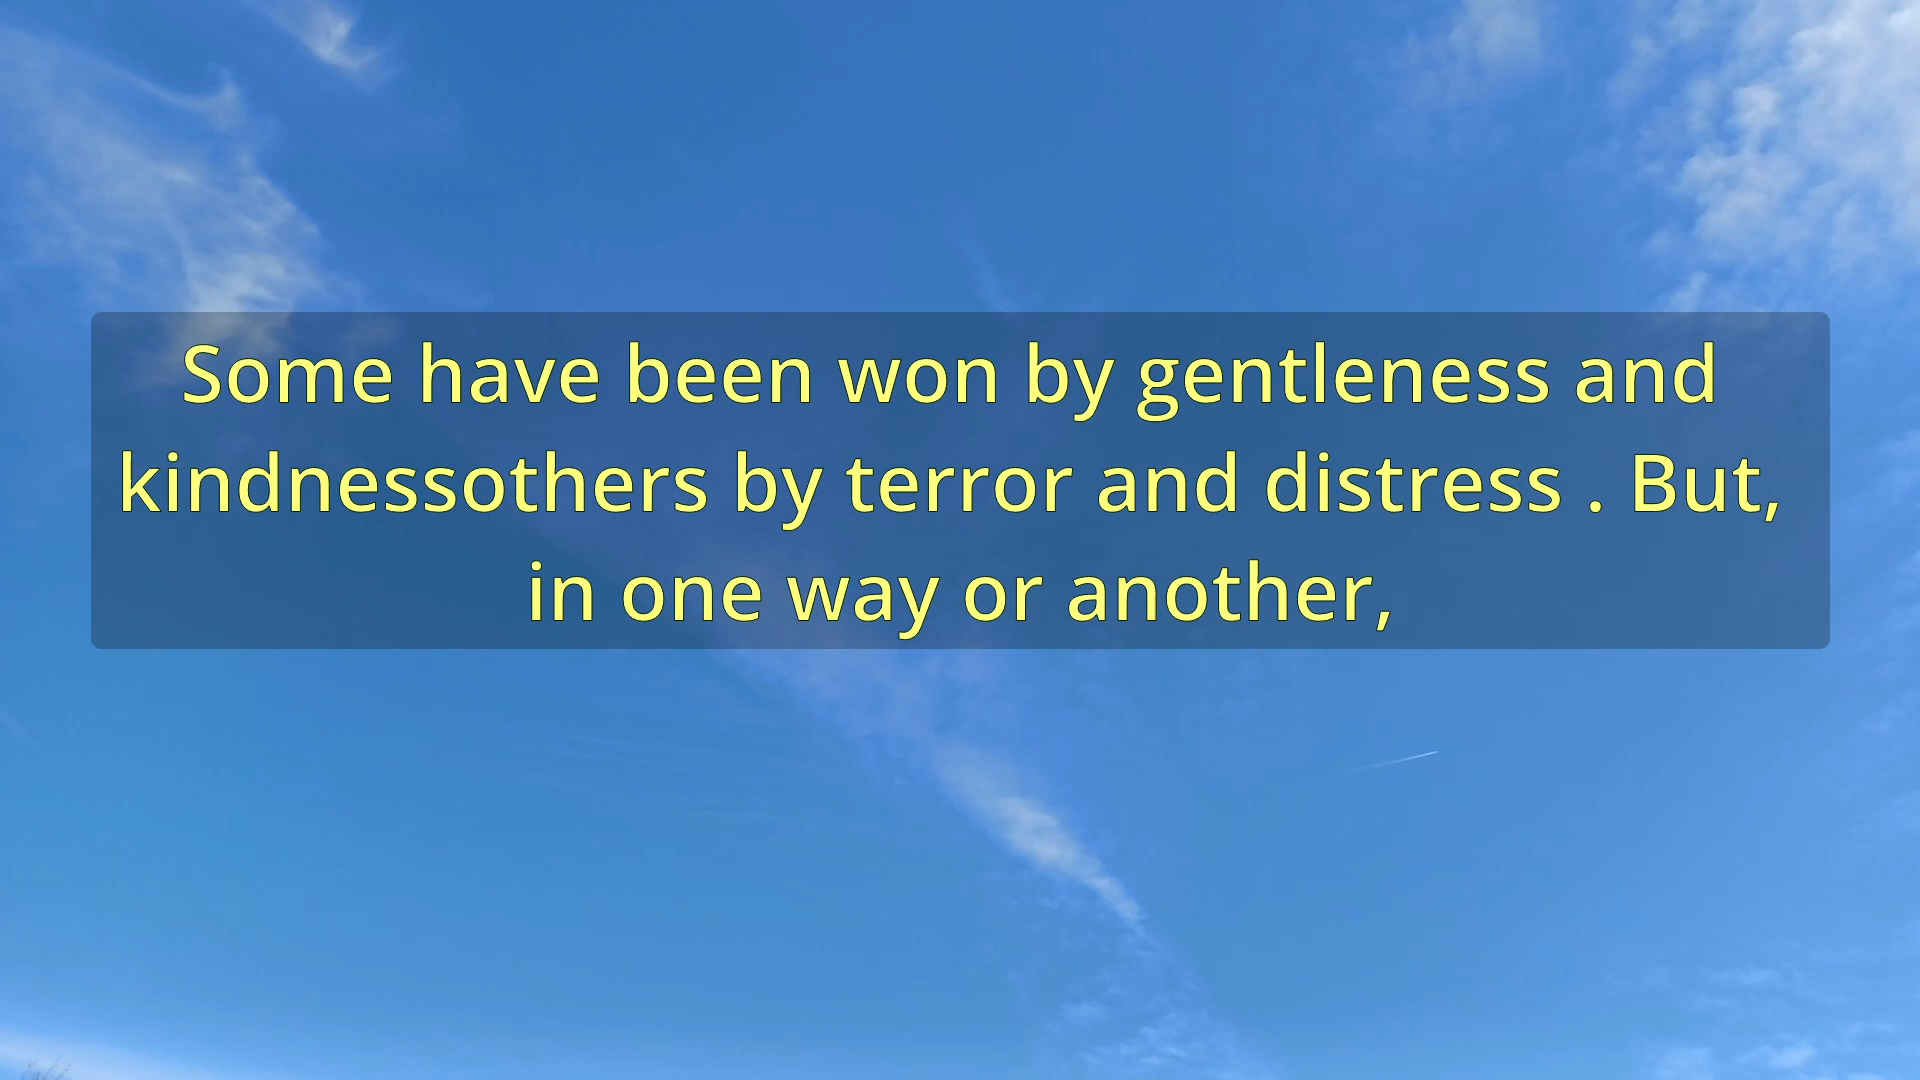 Some have been won by gentleness and
kindnessothers by terror and distress . But,
in one way or another,